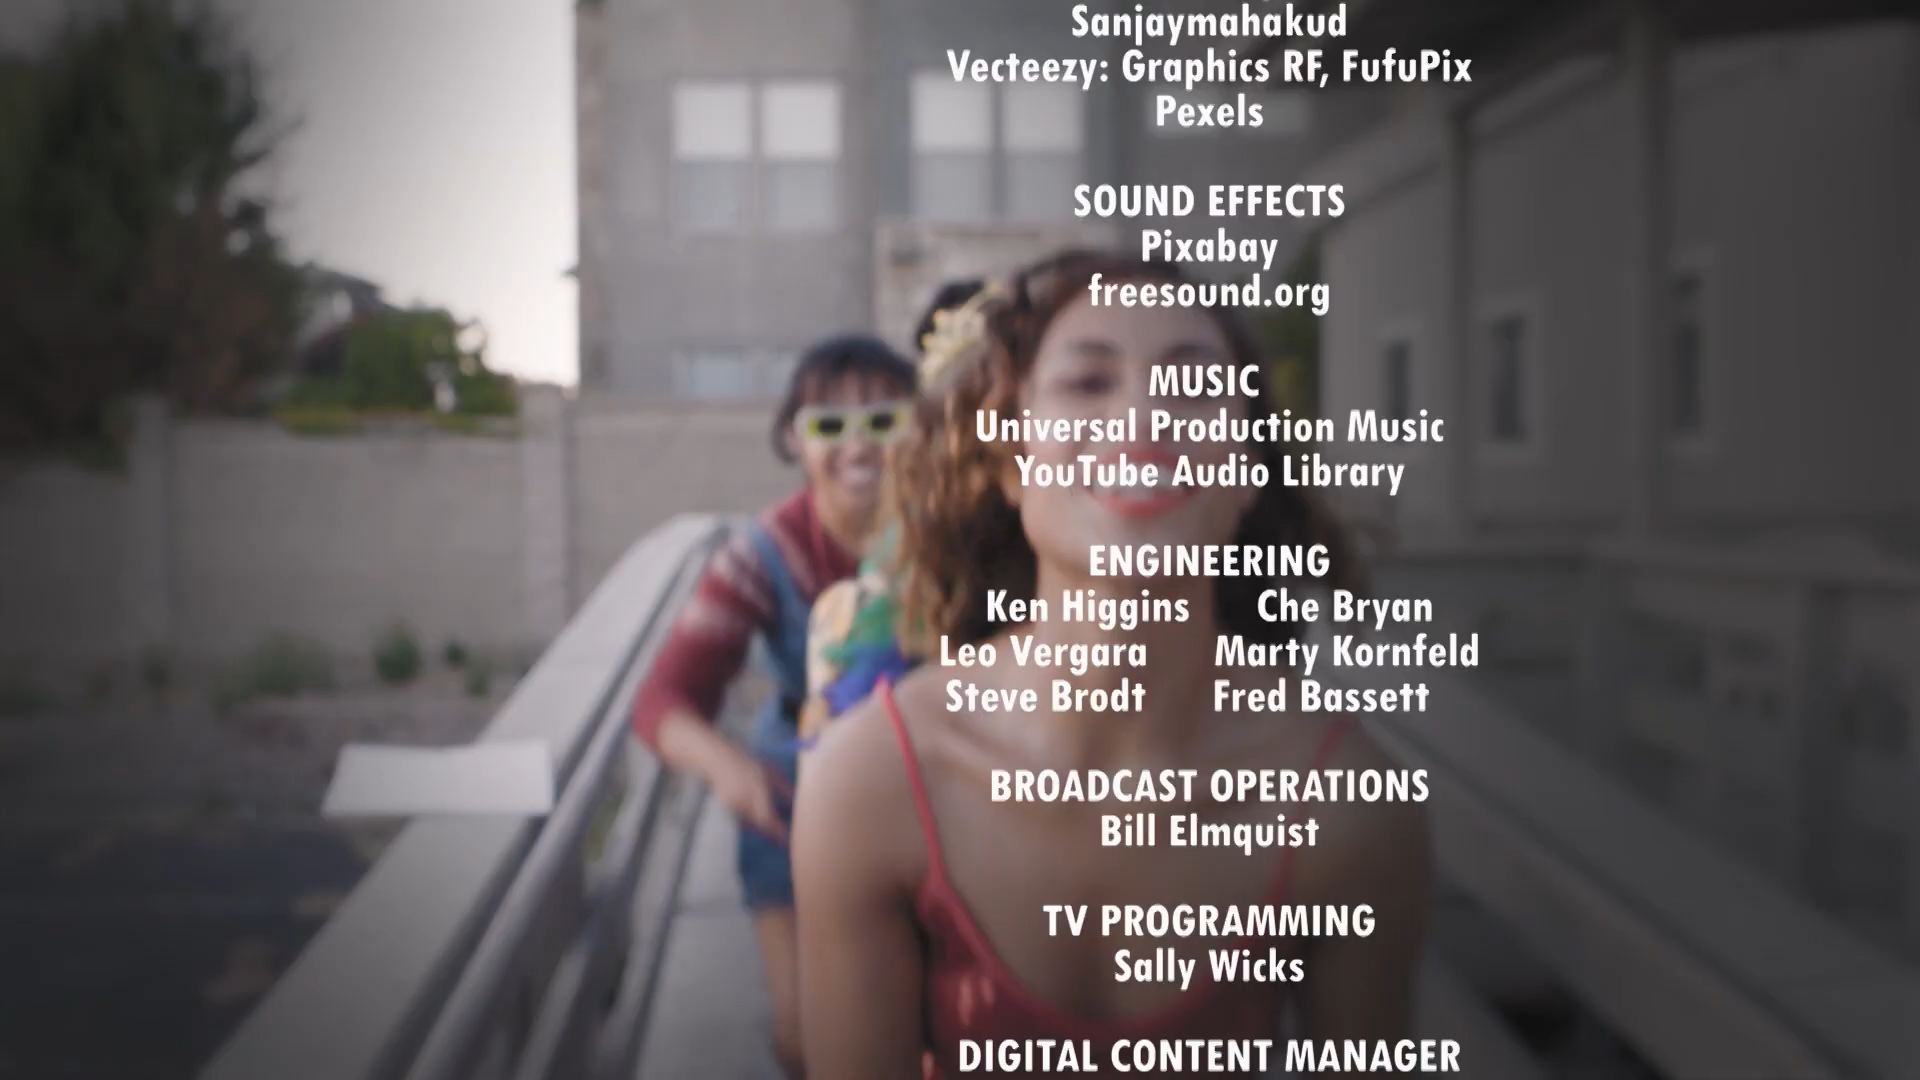 Sanjaymahakud
Vecteezy: Graphics RF, FufuPix
Pexels
SOUND EFFECTS
Pixabay
freesound.org
MUSIC
Universal Production Music
YouTube Audio Library
ENGINEERING
Ken Higgins Che Bryan
Leo Vergara Marty Kornfeld
Steve Brodt Fred Bassett
BROADCAST OPERATIONS
Bill Elmquist
TV PROGRAMMING
Sally Wicks
DIGITAL CONTENT MANAGER